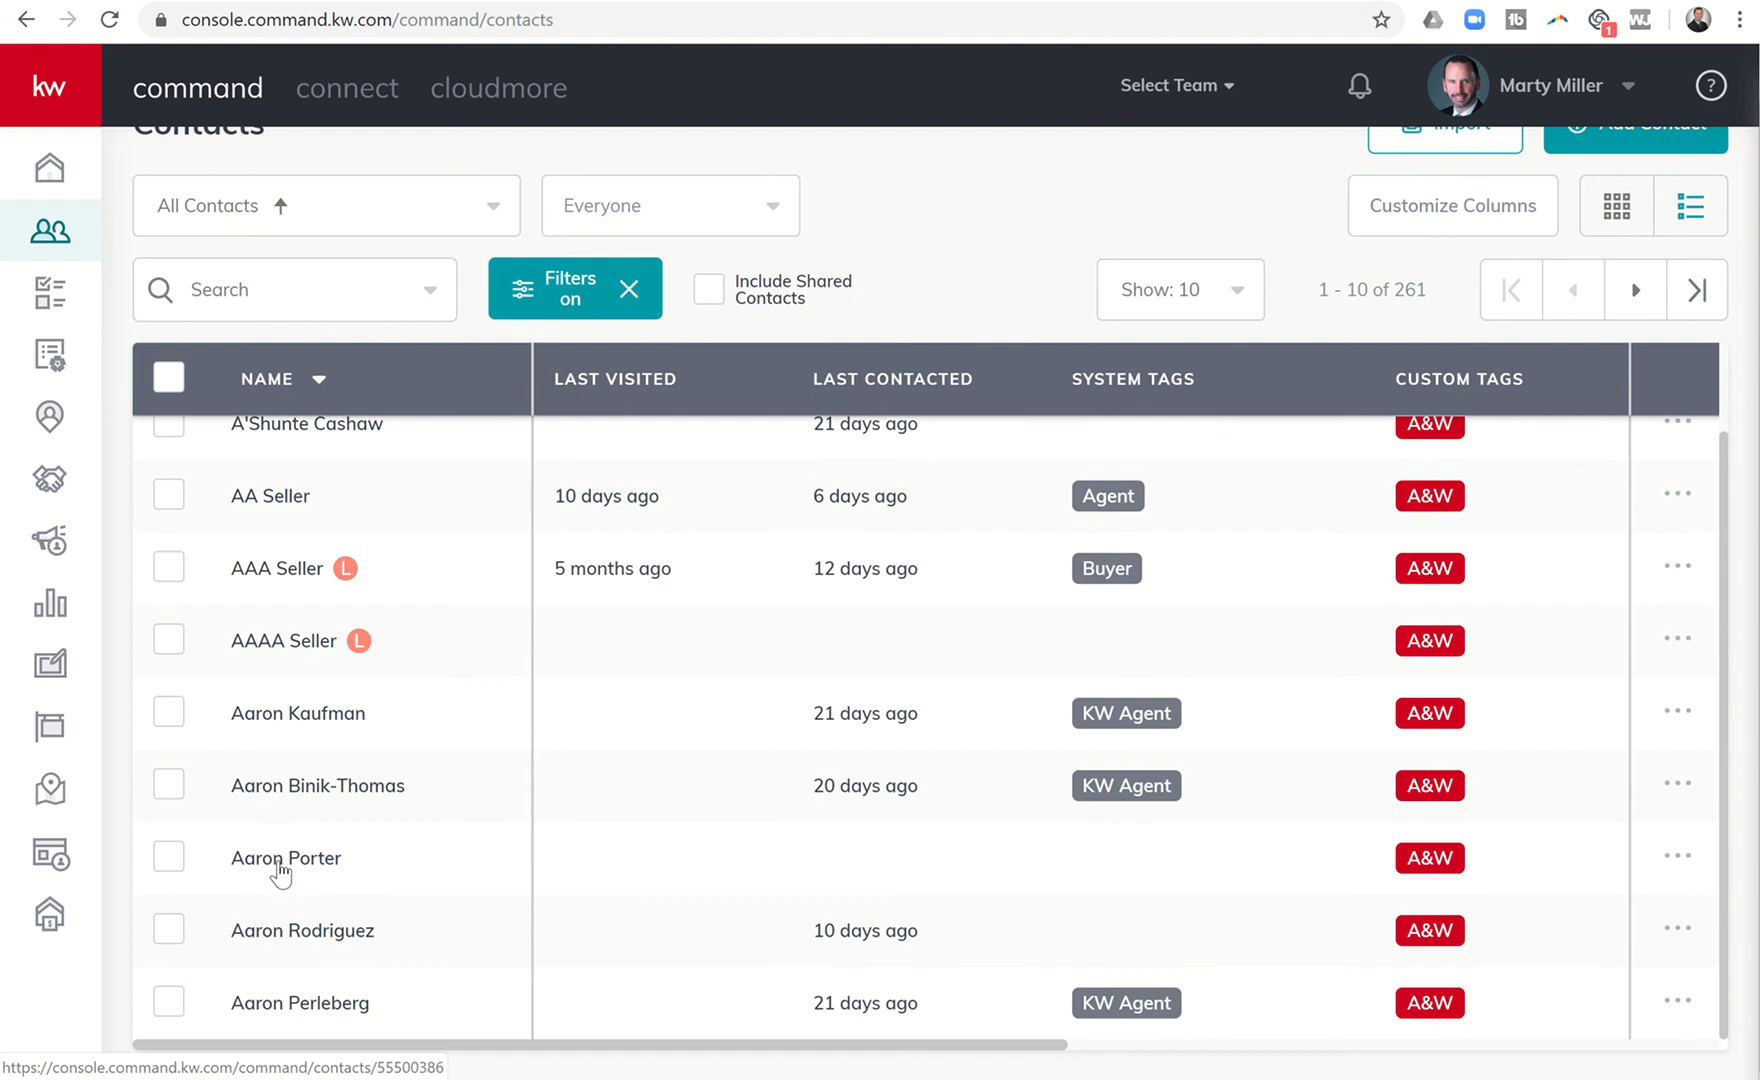 console.command.kw.com/command/contacts
1
kw
command connect cloudmore
Select Team
Marty Miller
?
Contacts
Import
Add Contact
All Contacts
Everyone
Customize Columns
Search
Filters
on
Include Shared
Contacts
Show: 10
1 - 10 of 261
NAME LAST VISITED LAST CONTACTED SYSTEM TAGS CUSTOM TAGS
A'Shunte Cashaw 21 days ago A&W
AA Seller 10 days ago 6 days ago Agent A&W
AAA Seller L 5 months ago 12 days ago Buyer A&W
AAAA Seller L A&W
Aaron Kaufman 21 days ago KW Agent A&W
Aaron Binik-Thomas 20 days ago KW Agent A&W
Aaron Porter A&W
Aaron Rodriguez 10 days ago A&W
Aaron Perleberg 21 days ago KW Agent A&W
https://console.command.kw.com/command/contacts/55500386